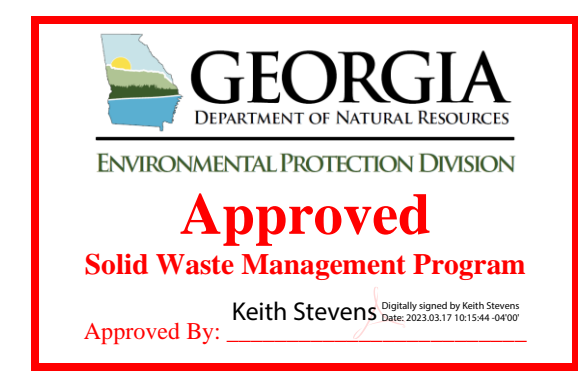 GEORGIA
DEPARTMENT OF NATURAL RESOURCES
ENVIRONMENTAL PROTECTION DIVISION
Approved
Solid Waste Management Program
Approved By: Keith Stevens
Digitally signed by Keith Stevens
Date: 2023.03.17 10:15:44 -04'00'